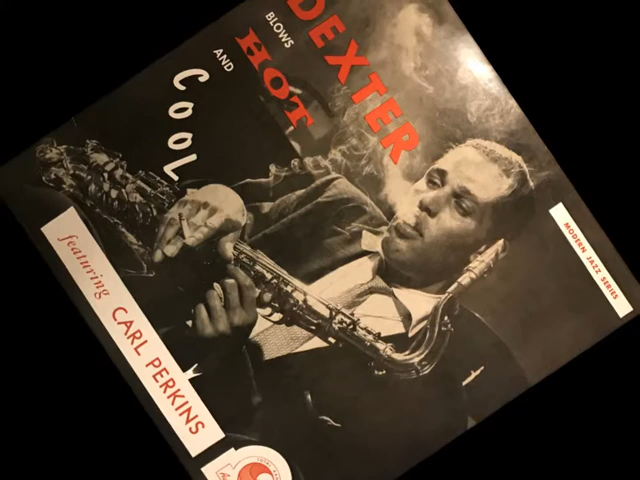 DEXTER
BLOWS
HOT
AND
COOL
MODERN JAZZ SERIES
featuring CARL PERKINS